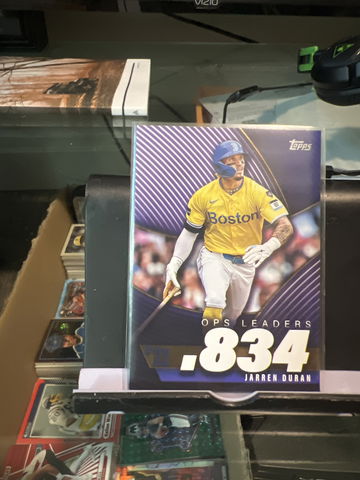 VIZIO
Topps
Boston
OPS LEADERS
.834
JARREN DURAN